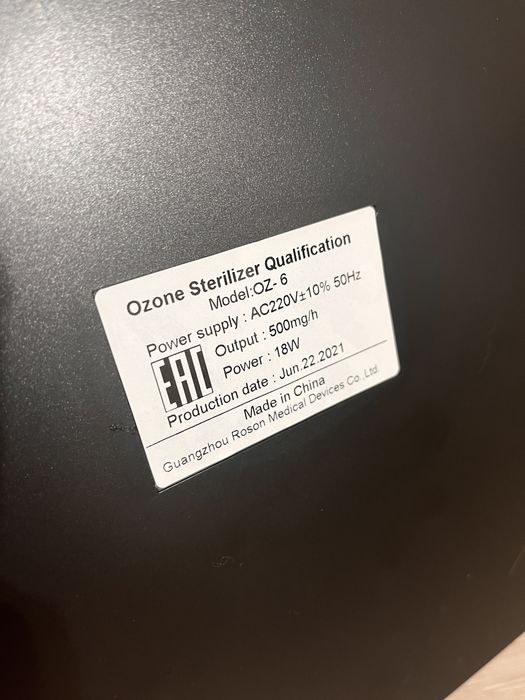 Ozone Sterilizer Qualification
Model:OZ- 6
Power supply : AC220V±10% 50Hz
Output : 500mg/h
Power : 18W
EAC
Production date : Jun.22.2021
Made in China
Guangzhou Roson Medical Devices Co., Ltd.